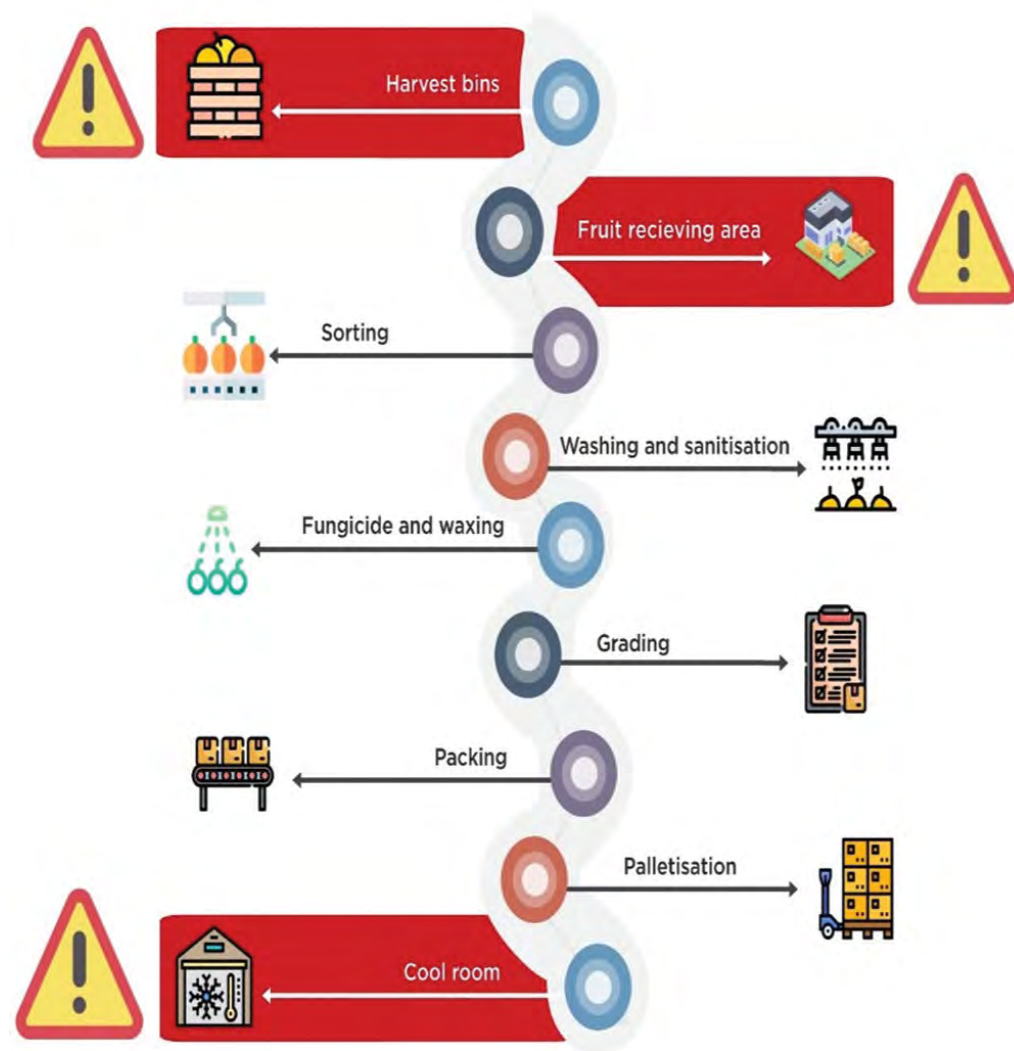 Harvest bins
Fruit recieving area
Sorting
Washing and sanitisation
Fungicide and waxing
Grading
Packing
Palletisation
Cool room